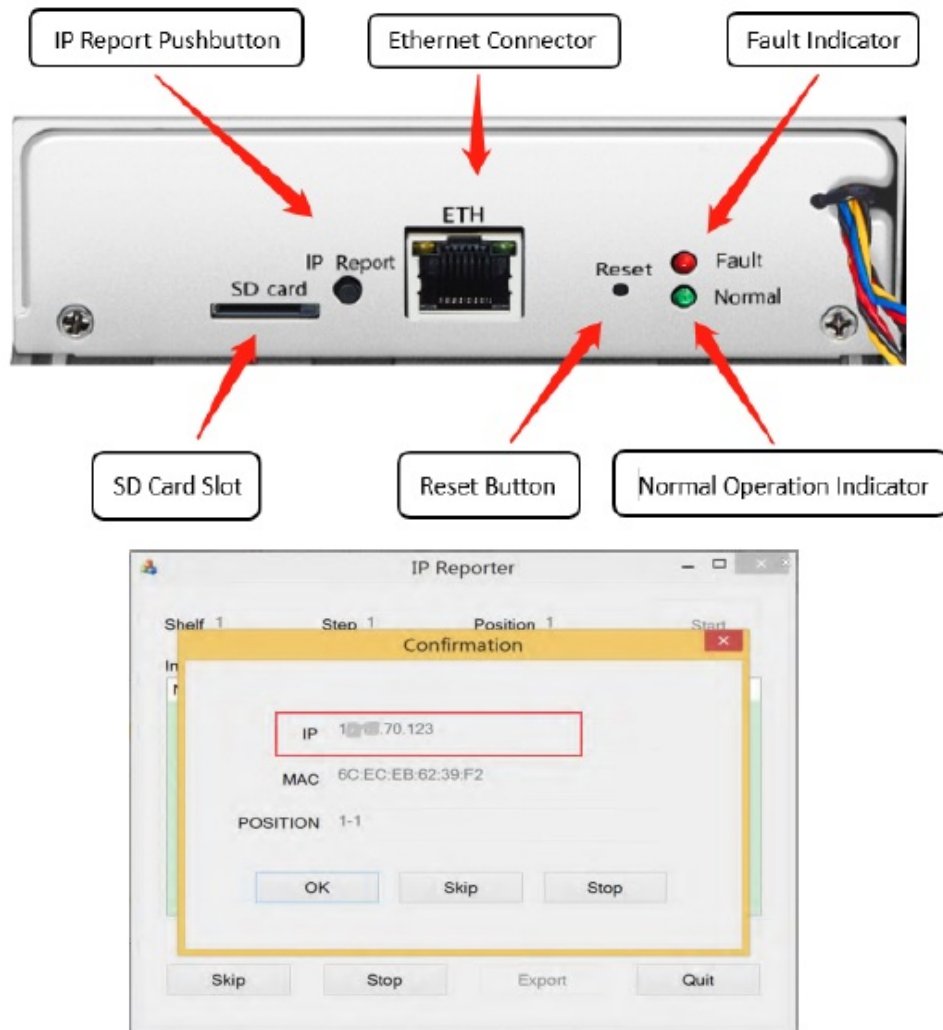 IP Report Pushbutton
Ethernet Connector
Fault Indicator
ETH
IP Report
SD card
Reset
Fault
Normal
SD Card Slot
Reset Button
Normal Operation Indicator
IP Reporter
Shelf 1 Step 1 Position 1 Start
Confirmation
In
IP .70.123
MAC 6C:EC:EB:62:39:F2
POSITION 1-1
OK Skip Stop
Skip Stop Export Quit